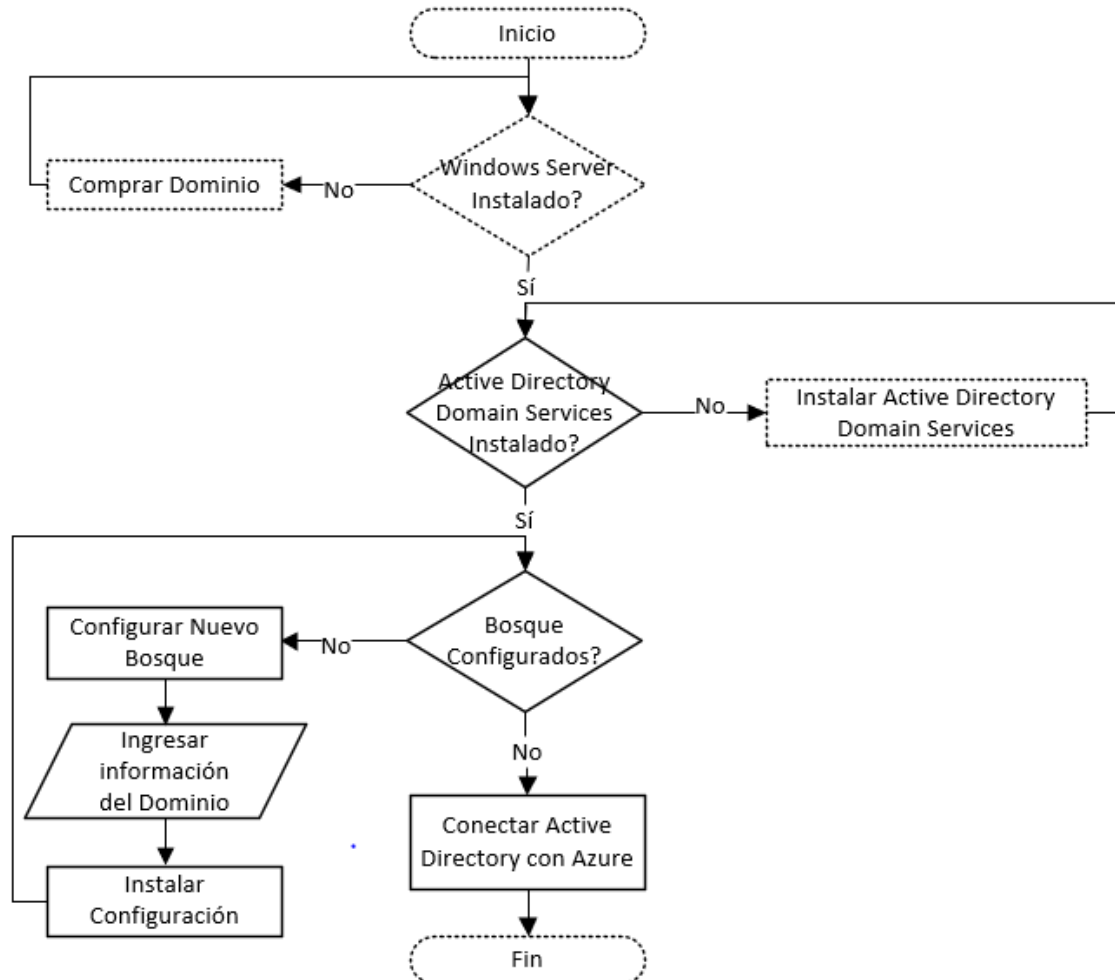 Inicio
Windows Server
Instalado?
No
Comprar Dominio
Sí
Active Directory
Domain Services
Instalado?
No
Instalar Active Directory
Domain Services
Sí
Bosque
Configurados?
No
Configurar Nuevo
Bosque
Ingresar
información
del Dominio
Instalar
Configuración
No
Conectar Active
Directory con Azure
Fin